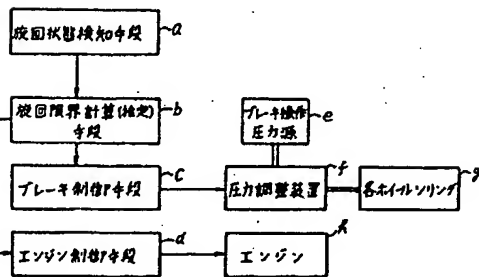 旋回状態検知手段
a
旋回限界計算(推定)
手段
b
ブレーキ操作
圧力源
e
ブレーキ制御手段
c
圧力調整装置
f
各ホイールシリンダ
g
エンジン制御手段
d
エンジン
h